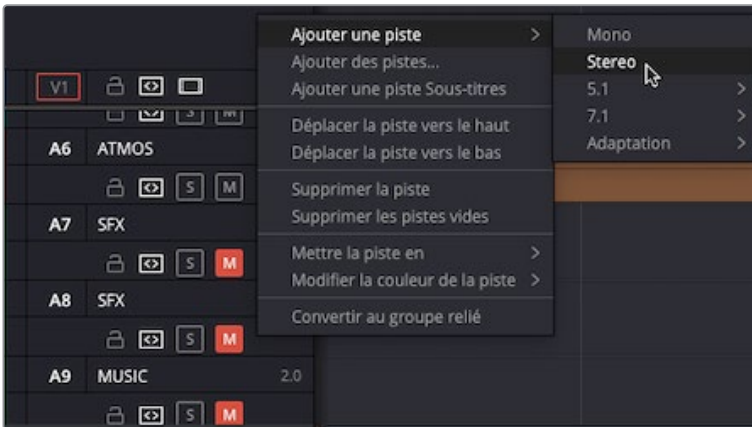 Ajouter une piste >
Ajouter des pistes...
Ajouter une piste Sous-titres
Déplacer la piste vers le haut
Déplacer la piste vers le bas
Supprimer la piste
Supprimer les pistes vides
Mettre la piste en >
Modifier la couleur de la piste >
Convertir au groupe relié
Mono
Stereo
5.1 >
7.1 >
Adaptation >
V1
S M
A6 ATMOS
S M
A7 SFX
S M
A8 SFX
S M
A9 MUSIC 2.0
S M